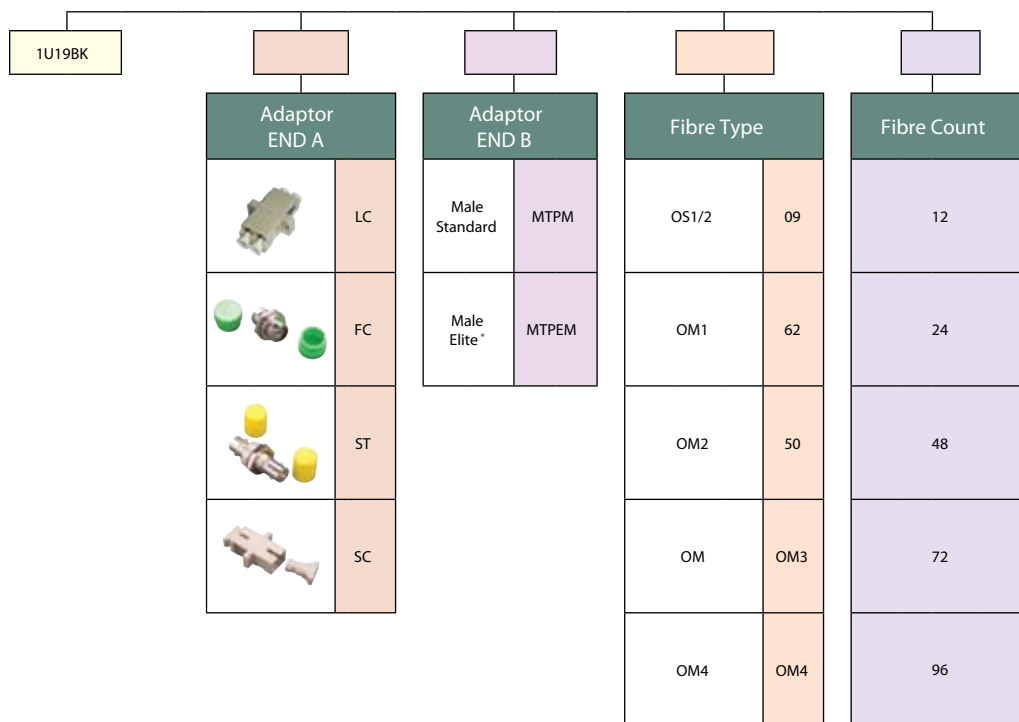 1U19BK
Adaptor
END A
LC
FC
ST
SC
Adaptor
END B
Male
Standard
MTPM
Male
Elite*
MTPEM
Fibre Type
OS1/2
09
OM1
62
OM2
50
OM
OM3
OM4
OM4
Fibre Count
12
24
48
72
96